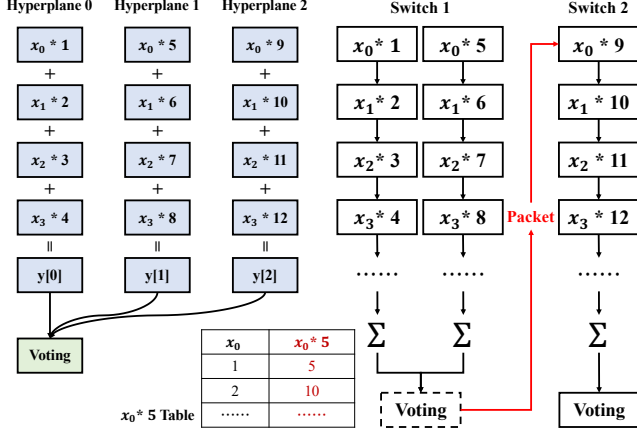 Hyperplane 0 Hyperplane 1 Hyperplane 2
x₀ * 1 x₀ * 5 x₀ * 9
+ + +
x₁ * 2 x₁ * 6 x₁ * 10
+ + +
x₂ * 3 x₂ * 7 x₂ * 11
+ + +
x₃ * 4 x₃ * 8 x₃ * 12
= = =
y[0] y[1] y[2]
Voting
x₀ x₀* 5
1 5
2 10
...... ......
x₀ * 5 Table
Switch 1
x₀ * 1 x₀ * 5
x₁* 2 x₁* 6
x₂* 3 x₂* 7
x₃* 4 x₃* 8
...... ......
Σ Σ
Voting
Packet
Switch 2
x₀ * 9
x₁ * 10
x₂ * 11
x₃ * 12
......
Σ
Voting